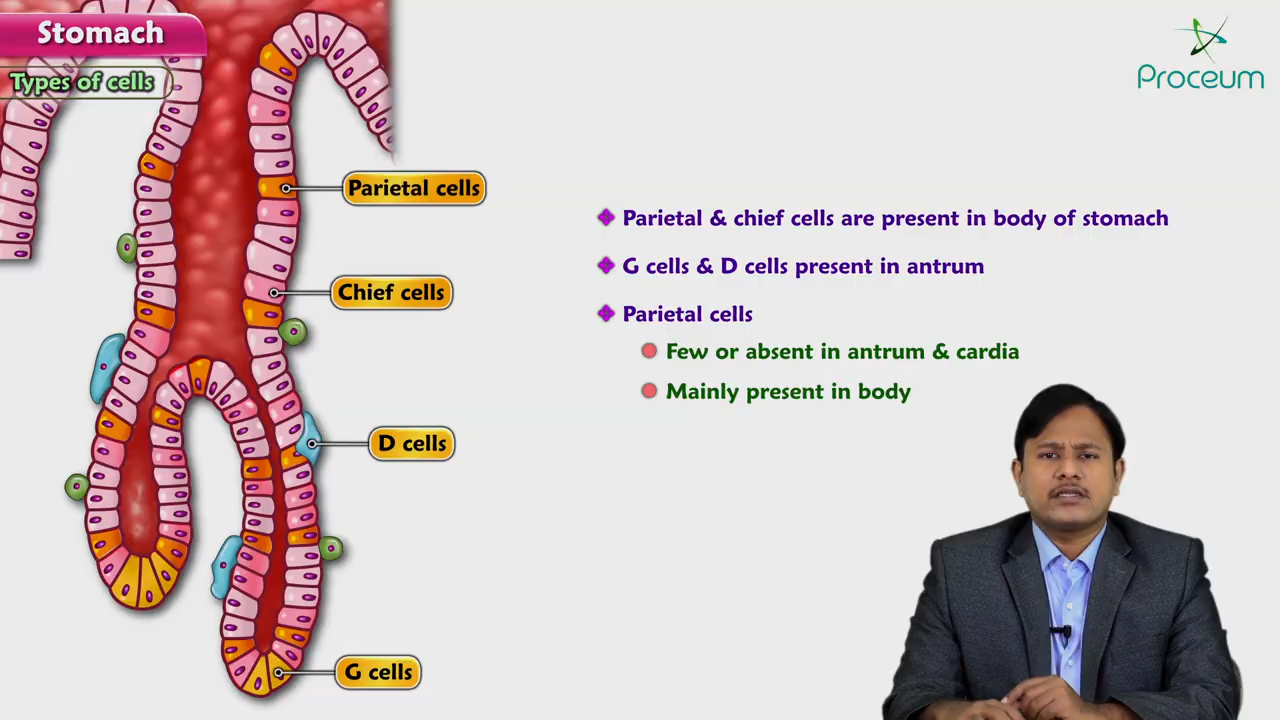 Stomach
Types of cells
Proceum
Parietal cells
Chief cells
D cells
G cells
Parietal & chief cells are present in body of stomach
G cells & D cells present in antrum
Parietal cells
Few or absent in antrum & cardia
Mainly present in body